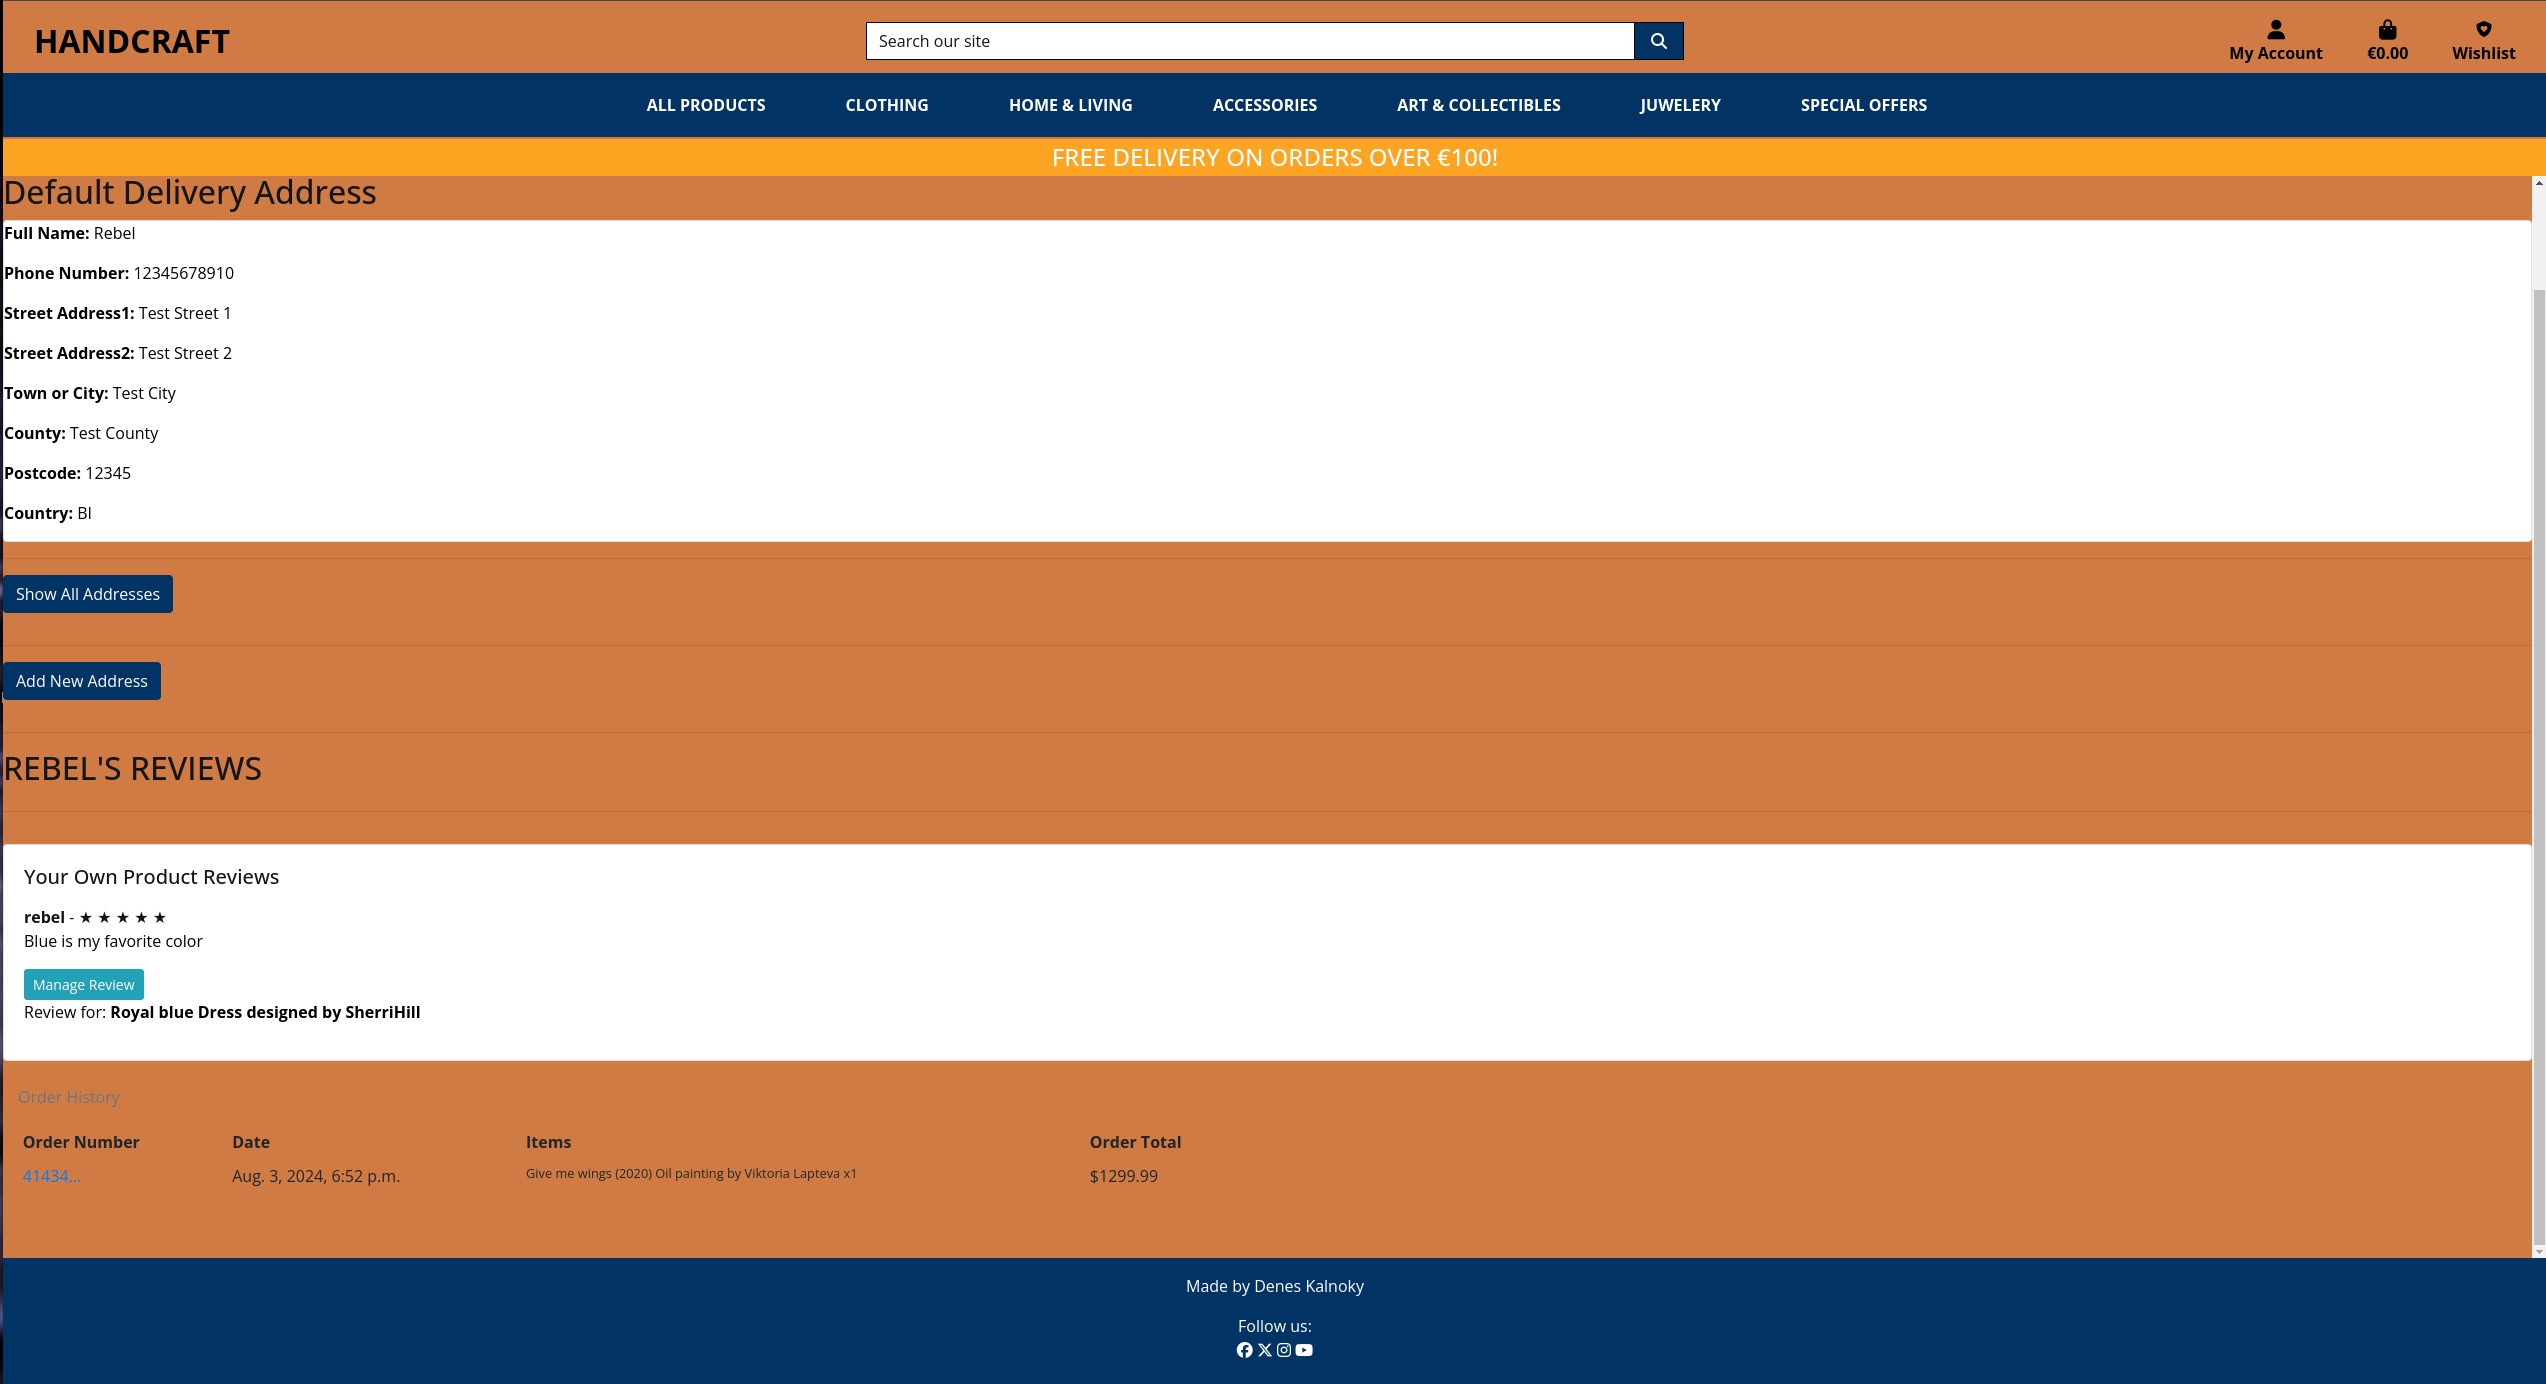 HANDCRAFT
Search our site
My Account
€0.00
Wishlist
ALL PRODUCTS CLOTHING HOME & LIVING ACCESSORIES ART & COLLECTIBLES JUWELERY SPECIAL OFFERS
FREE DELIVERY ON ORDERS OVER €100!
Default Delivery Address
Full Name: Rebel
Phone Number: 12345678910
Street Address1: Test Street 1
Street Address2: Test Street 2
Town or City: Test City
County: Test County
Postcode: 12345
Country: BI
Show All Addresses
Add New Address
REBEL'S REVIEWS
Your Own Product Reviews
rebel - ★ ★ ★ ★ ★
Blue is my favorite color
Manage Review
Review for: Royal blue Dress designed by SherriHill
Order History
Order Number Date Items Order Total
41434... Aug. 3, 2024, 6:52 p.m. Give me wings (2020) Oil painting by Viktoria Lapteva x1 $1299.99
Made by Denes Kalnoky
Follow us: